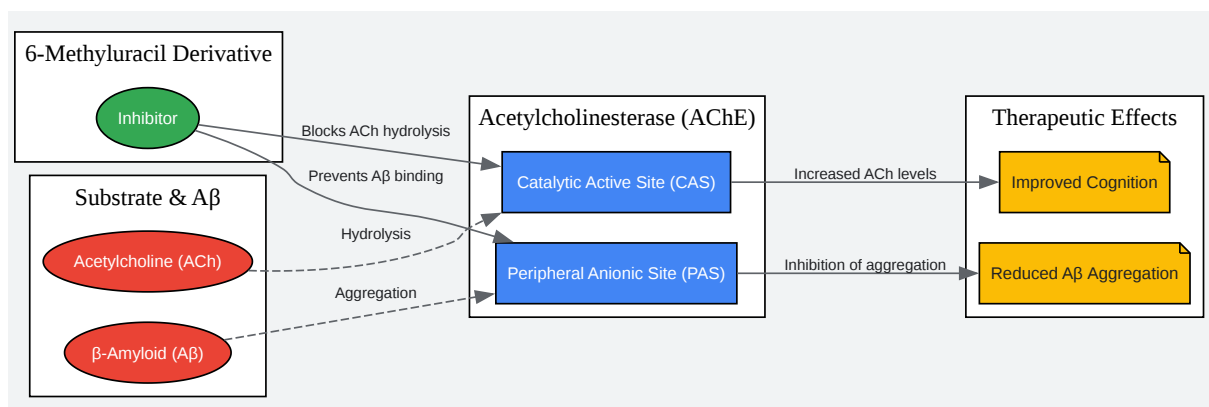 6-Methyluracil Derivative
Inhibitor
Substrate & Aβ
Acetylcholine (ACh)
β-Amyloid (Aβ)
Blocks ACh hydrolysis
Prevents Aβ binding
Hydrolysis
Aggregation
Acetylcholinesterase (AChE)
Catalytic Active Site (CAS)
Peripheral Anionic Site (PAS)
Increased ACh levels
Inhibition of aggregation
Therapeutic Effects
Improved Cognition
Reduced Aβ Aggregation